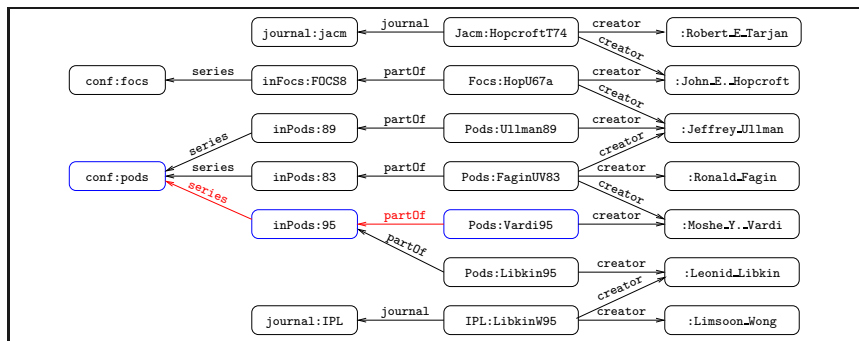 journal:jacm journal Jacm:HopcroftT74 creator :Robert_E_Tarjan
creator
conf:focs series inFocs:FOCS8 partOf Focs:HopU67a creator :John_E._Hopcroft
creator
inPods:89 partOf Pods:Ullman89 creator :Jeffrey_Ullman
series creator
conf:pods series inPods:83 partOf Pods:FaginUV83 creator :Ronald_Fagin
series creator
inPods:95 partOf Pods:Vardi95 creator :Moshe_Y._Vardi
partOf
Pods:Libkin95 creator :Leonid_Libkin
creator
journal:IPL journal IPL:LibkinW95 creator :Limsoon_Wong